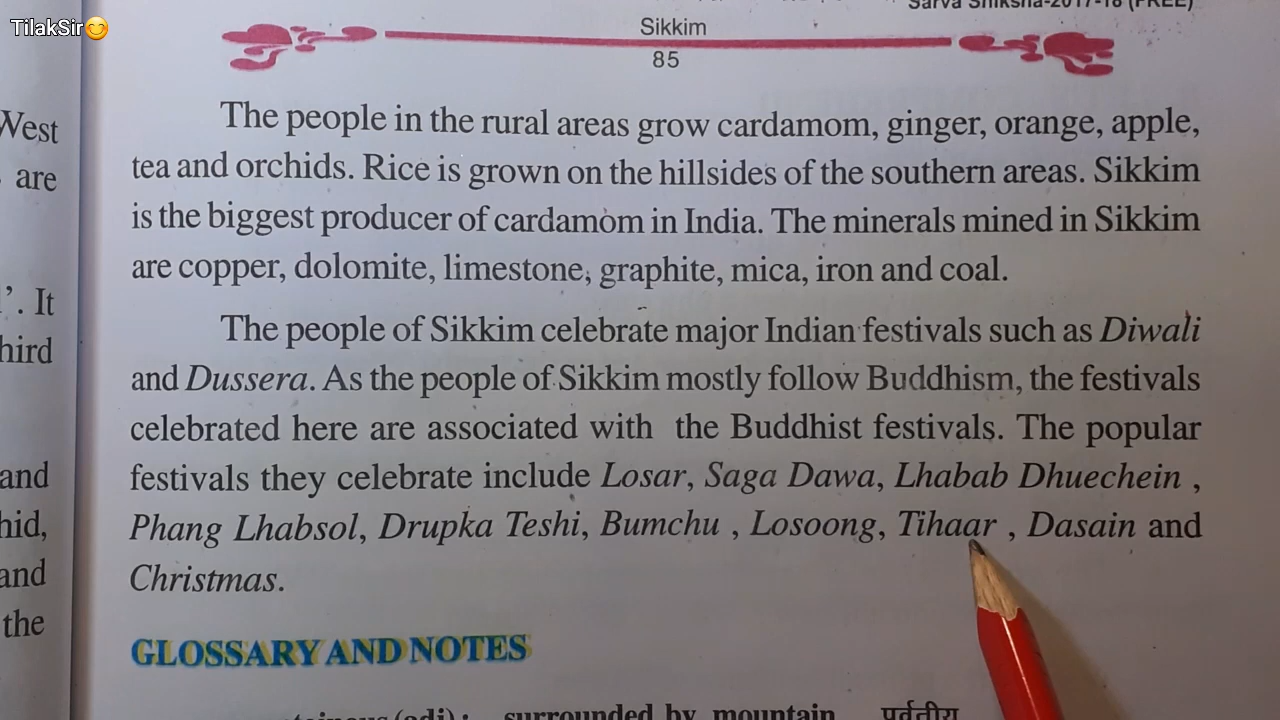 TilakSir😊
Sarva Shiksha-2017-18 (FREE)
Sikkim
85
West
are
’. It
hird
and
hid,
and
the
The people in the rural areas grow cardamom, ginger, orange, apple,
tea and orchids. Rice is grown on the hillsides of the southern areas. Sikkim
is the biggest producer of cardamom in India. The minerals mined in Sikkim
are copper, dolomite, limestone, graphite, mica, iron and coal.
The people of Sikkim celebrate major Indian festivals such as Diwali
and Dussera. As the people of Sikkim mostly follow Buddhism, the festivals
celebrated here are associated with the Buddhist festivals. The popular
festivals they celebrate include Losar, Saga Dawa, Lhabab Dhuechein ,
Phang Lhabsol, Drupka Teshi, Bumchu , Losoong, Tihaar , Dasain and
Christmas.
GLOSSARY AND NOTES
(adj) : surrounded by mountain पर्वतीय